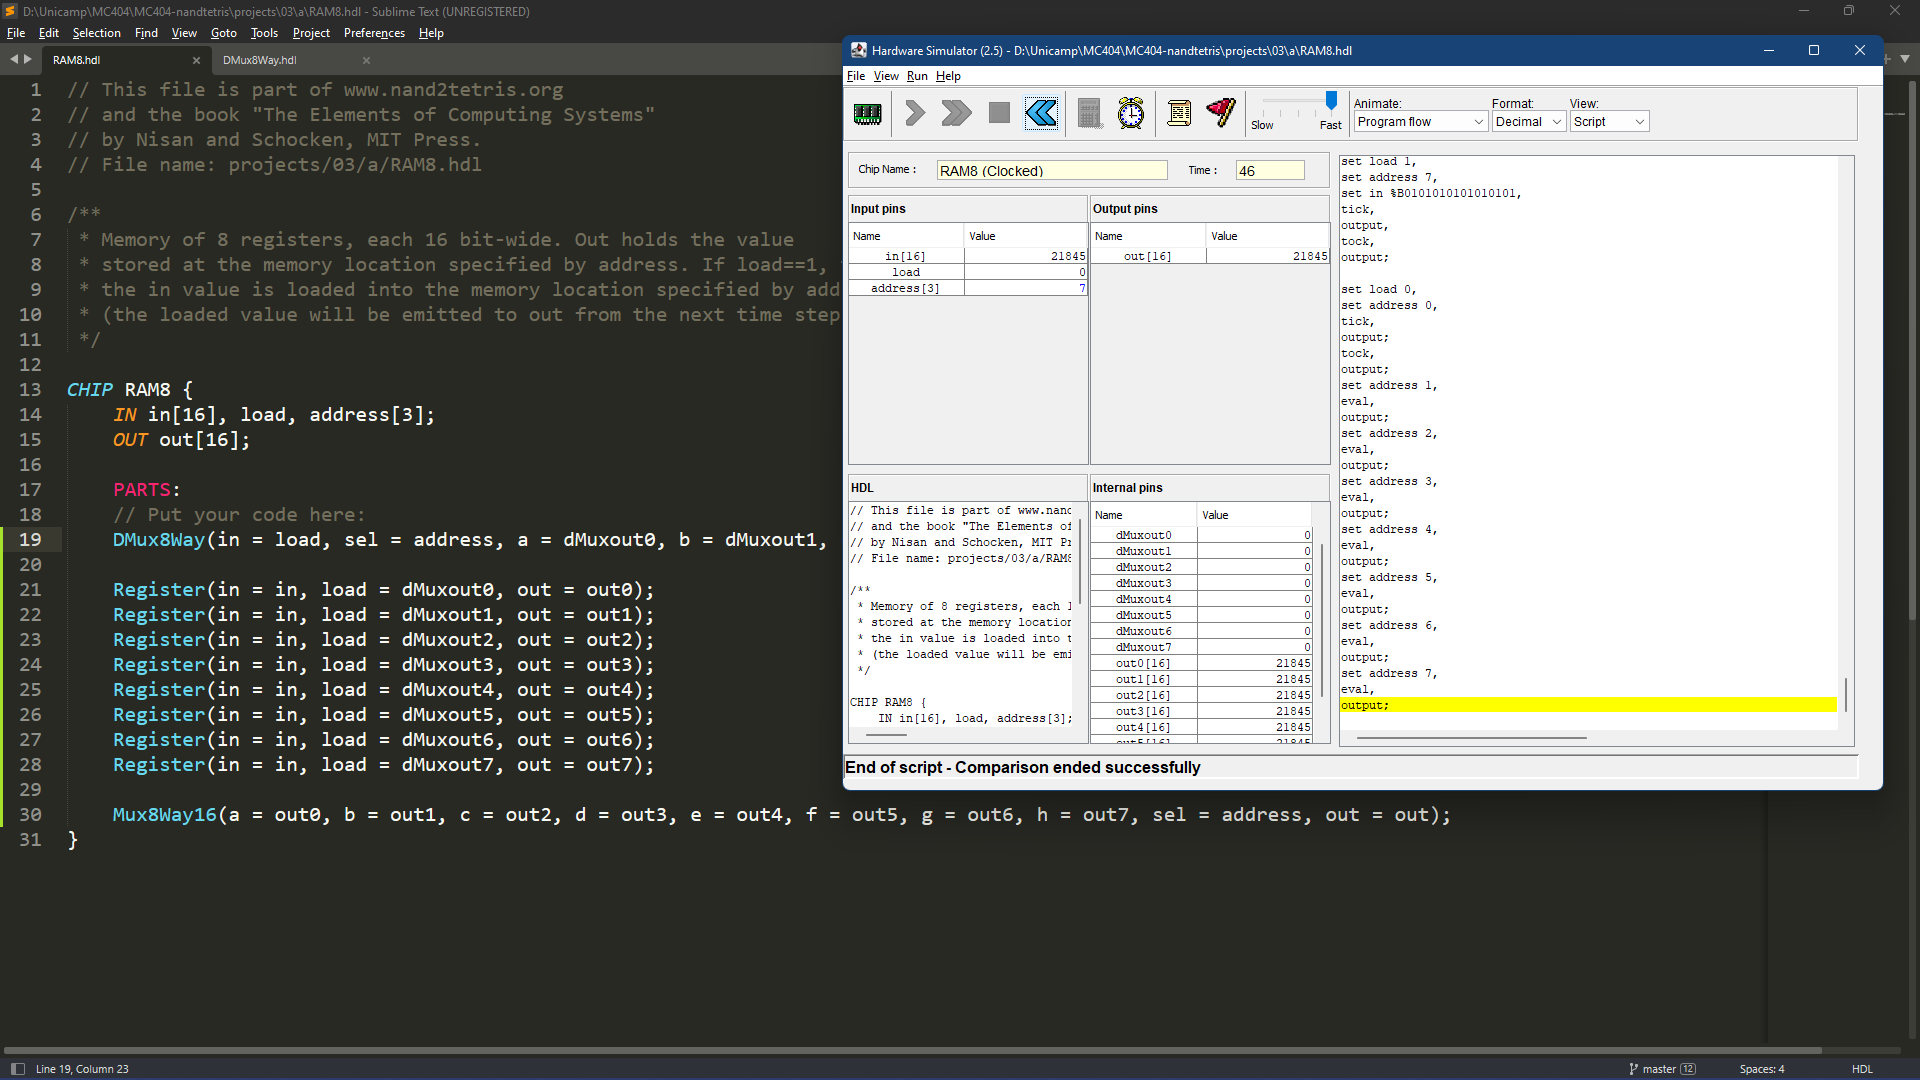 D:\Unicamp\MC404\MC404-nandtetris\projects\03\a\RAM8.hdl - Sublime Text (UNREGISTERED)
File Edit Selection Find View Goto Tools Project Preferences Help
RAM8.hdl × DMux8Way.hdl ×
1 // This file is part of www.nand2tetris.org
2 // and the book "The Elements of Computing Systems"
3 // by Nisan and Schocken, MIT Press.
4 // File name: projects/03/a/RAM8.hdl
5
6 /**
7  * Memory of 8 registers, each 16 bit-wide. Out holds the value
8  * stored at the memory location specified by address. If load==1,
9  * the in value is loaded into the memory location specified by add
10  * (the loaded value will be emitted to out from the next time step
11  */
12
13 CHIP RAM8 {
14     IN in[16], load, address[3];
15     OUT out[16];
16
17     PARTS:
18     // Put your code here:
19     DMux8Way(in = load, sel = address, a = dMuxout0, b = dMuxout1,
20
21     Register(in = in, load = dMuxout0, out = out0);
22     Register(in = in, load = dMuxout1, out = out1);
23     Register(in = in, load = dMuxout2, out = out2);
24     Register(in = in, load = dMuxout3, out = out3);
25     Register(in = in, load = dMuxout4, out = out4);
26     Register(in = in, load = dMuxout5, out = out5);
27     Register(in = in, load = dMuxout6, out = out6);
28     Register(in = in, load = dMuxout7, out = out7);
29
30     Mux8Way16(a = out0, b = out1, c = out2, d = out3, e = out4, f = out5, g = out6, h = out7, sel = address, out = out);
31 }
Line 19, Column 23 master 12 Spaces: 4 HDL
Hardware Simulator (2.5) - D:\Unicamp\MC404\MC404-nandtetris\projects\03\a\RAM8.hdl
File View Run Help
Slow Fast
Animate: Format: View:
Program flow Decimal Script
Chip Name : RAM8 (Clocked) Time : 46
Input pins
Name Value
in[16] 21845
load 0
address[3] 7
Output pins
Name Value
out[16] 21845
HDL
// This file is part of www.nand
// and the book "The Elements of
// by Nisan and Schocken, MIT Pr
// File name: projects/03/a/RAM8
/**
 * Memory of 8 registers, each 1
 * stored at the memory location
 * the in value is loaded into t
 * (the loaded value will be emi
 */
CHIP RAM8 {
    IN in[16], load, address[3];
Internal pins
Name Value
dMuxout0 0
dMuxout1 0
dMuxout2 0
dMuxout3 0
dMuxout4 0
dMuxout5 0
dMuxout6 0
dMuxout7 0
out0[16] 21845
out1[16] 21845
out2[16] 21845
out3[16] 21845
out4[16] 21845
out5[16] 21845
set load 1,
set address 7,
set in %B0101010101010101,
tick,
output,
tock,
output;
set load 0,
set address 0,
tick,
output;
tock,
output;
set address 1,
eval,
output;
set address 2,
eval,
output;
set address 3,
eval,
output;
set address 4,
eval,
output;
set address 5,
eval,
output;
set address 6,
eval,
output;
set address 7,
eval,
output;
End of script - Comparison ended successfully